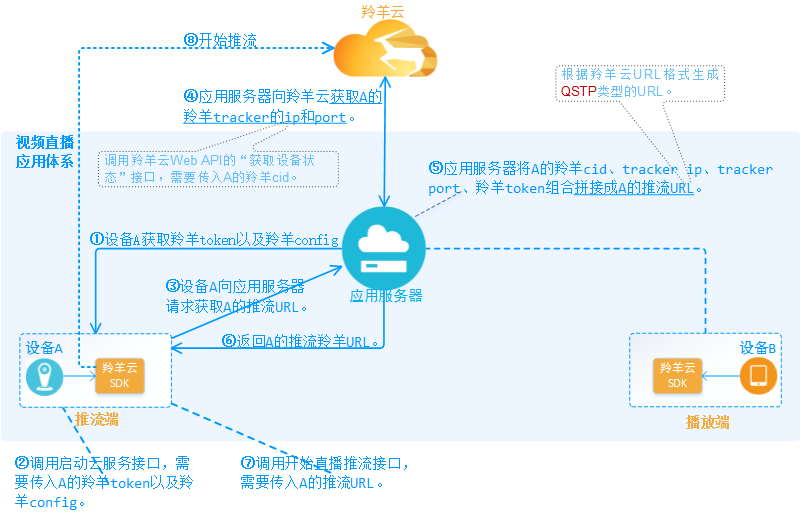 羚羊云
⑧开始推流
根据羚羊云URL格式生成
QSTP类型的URL。
④应用服务器向羚羊云获取A的
羚羊tracker的ip和port。
视频直播
应用体系
调用羚羊云Web API的“获取设备状
态”接口，需要传入A的羚羊cid。
⑤应用服务器将A的羚羊cid、tracker ip、tracker
port、羚羊token组合拼接成A的推流URL。
①设备A获取羚羊token以及羚羊config
③设备A向应用服务器
请求获取A的推流URL。
应用服务器
⑥返回A的推流羚羊URL。
设备A
羚羊云
SDK
推流端
设备B
羚羊云
SDK
播放端
②调用启动云服务接口，需
要传入A的羚羊token以及羚
羊config。
⑦调用开始直播推流接口，
需要传入A的推流URL。